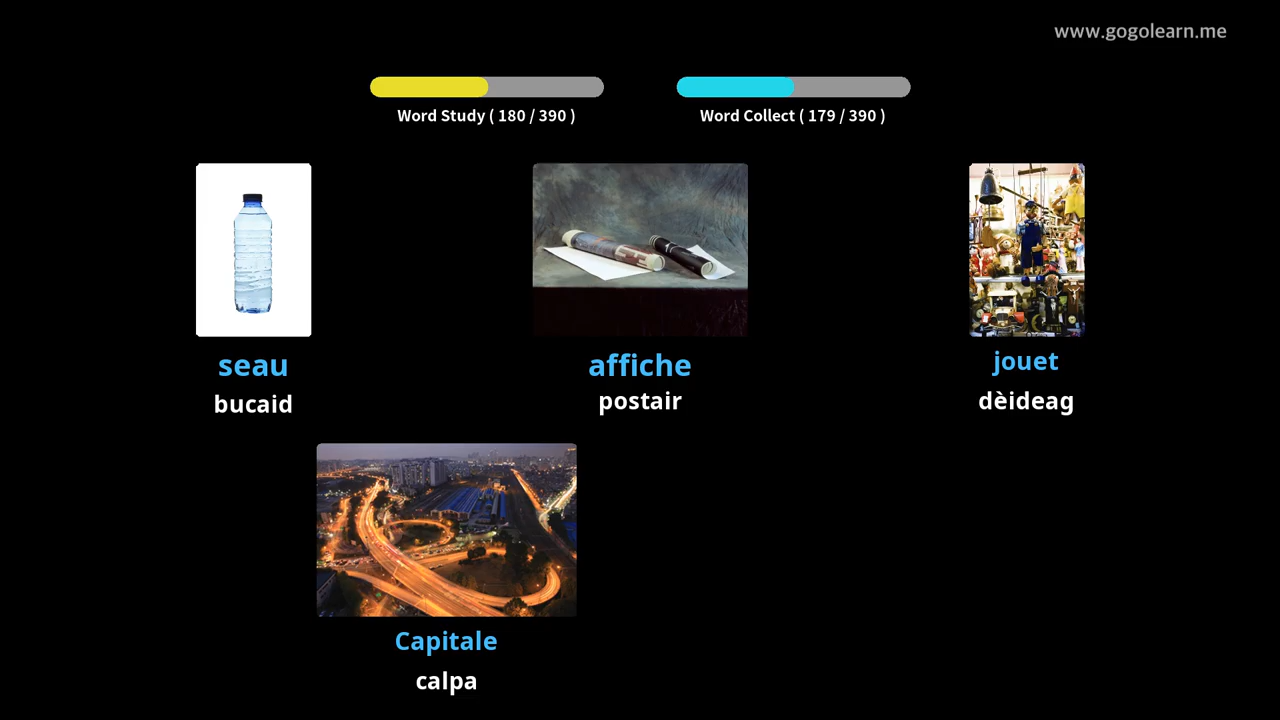 www.gogolearn.me
Word Study ( 180 / 390 )
Word Collect ( 179 / 390 )
seau
bucaid
affiche
postair
jouet
dèideag
Capitale
calpa